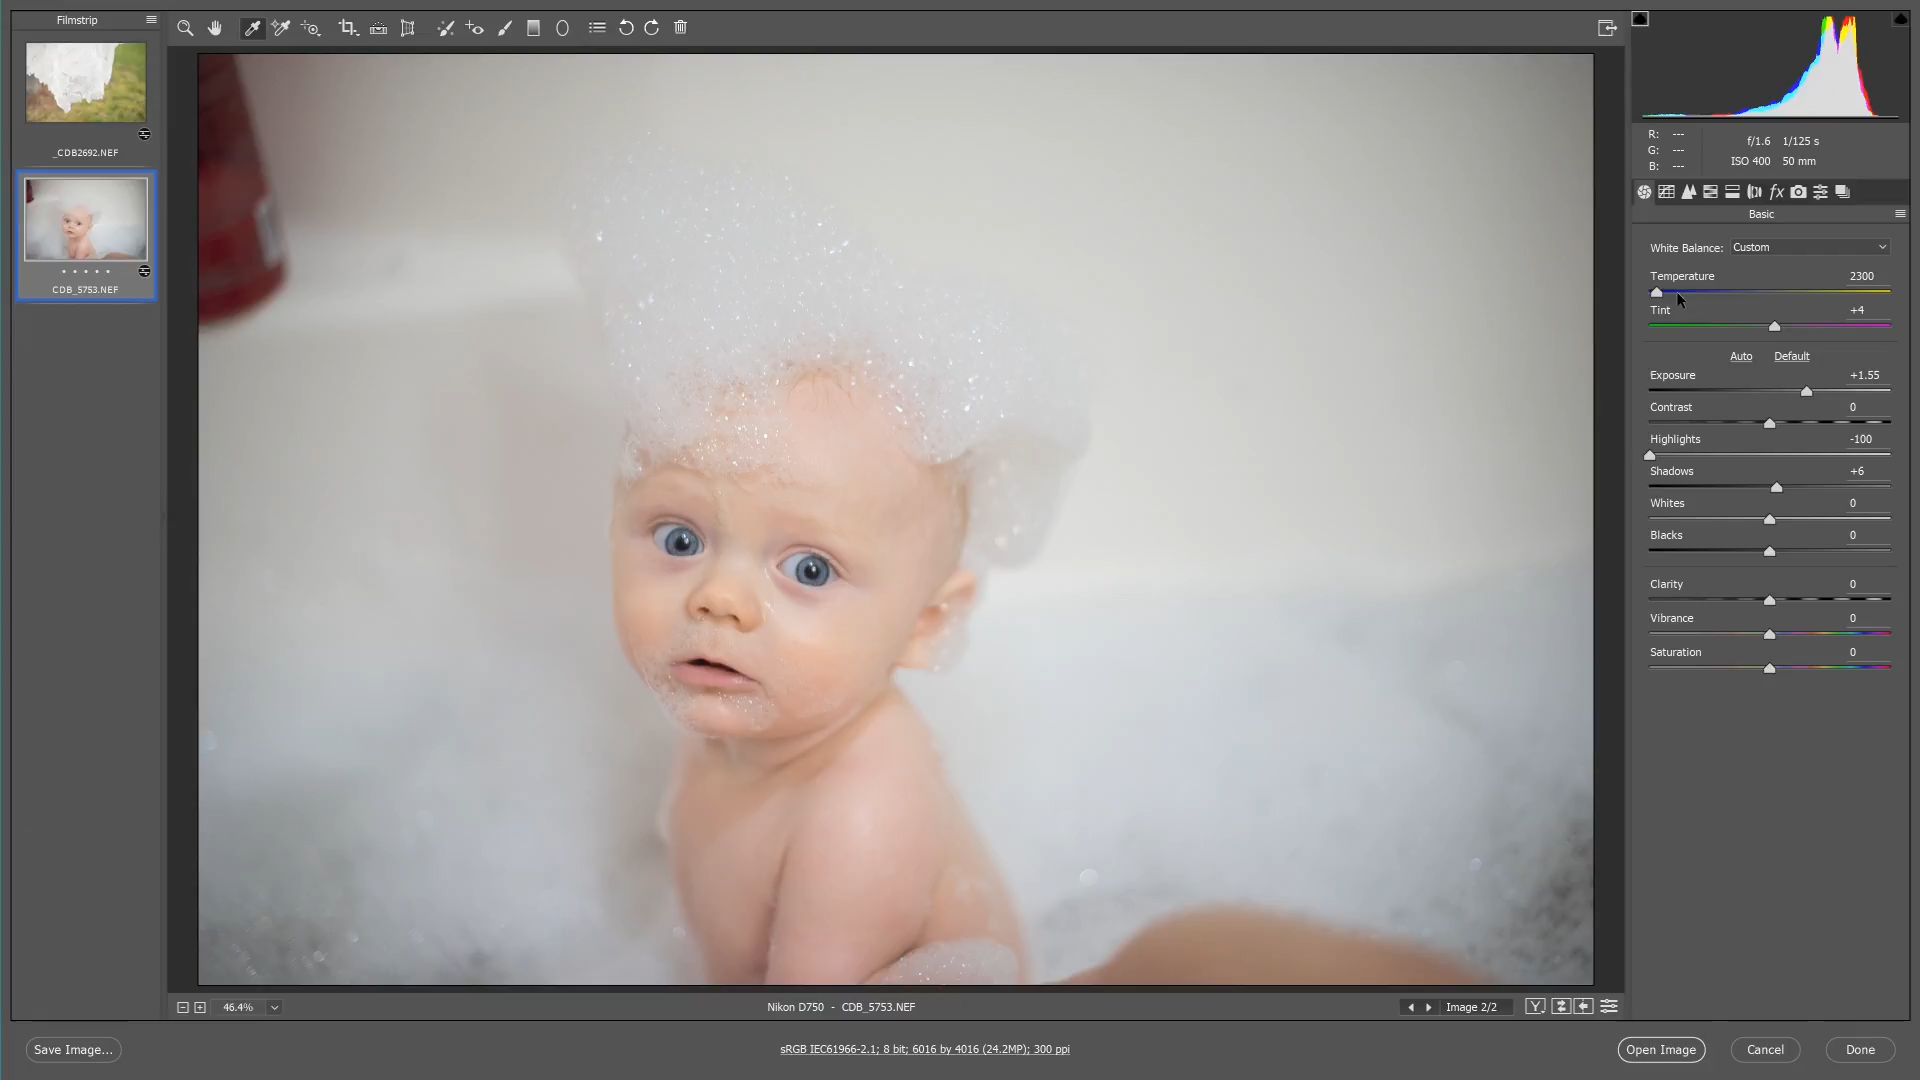 Filmstrip
_CDB2692.NEF
CDB_5753.NEF
R: ---
G: ---
B: ---
f/1.6 1/125 s
ISO 400 50 mm
fx
Basic
White Balance: Custom
Temperature 2300
Tint +4
Auto Default
Exposure +1.55
Contrast 0
Highlights -100
Shadows +6
Whites 0
Blacks 0
Clarity 0
Vibrance 0
Saturation 0
46.4%
Nikon D750 - CDB_5753.NEF
Image 2/2
Y
Save Image...
sRGB IEC61966-2.1; 8 bit; 6016 by 4016 (24.2MP); 300 ppi
Open Image
Cancel
Done